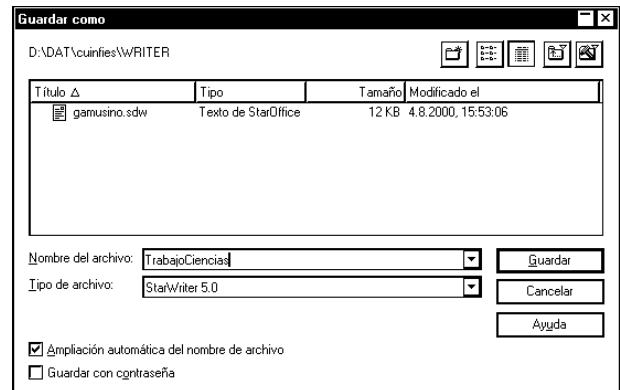 Guardar como
D:\DAT\cuinfies\WRITER
Título Tipo Tamaño Modificado el
gamusino.sdw Texto de StarOffice 12 KB 4.8.2000, 15:53:06
Nombre del archivo: TrabajoCiencias Guardar
Tipo de archivo: StarWriter 5.0 Cancelar
Ayuda
Ampliación automática del nombre de archivo
Guardar con contraseña